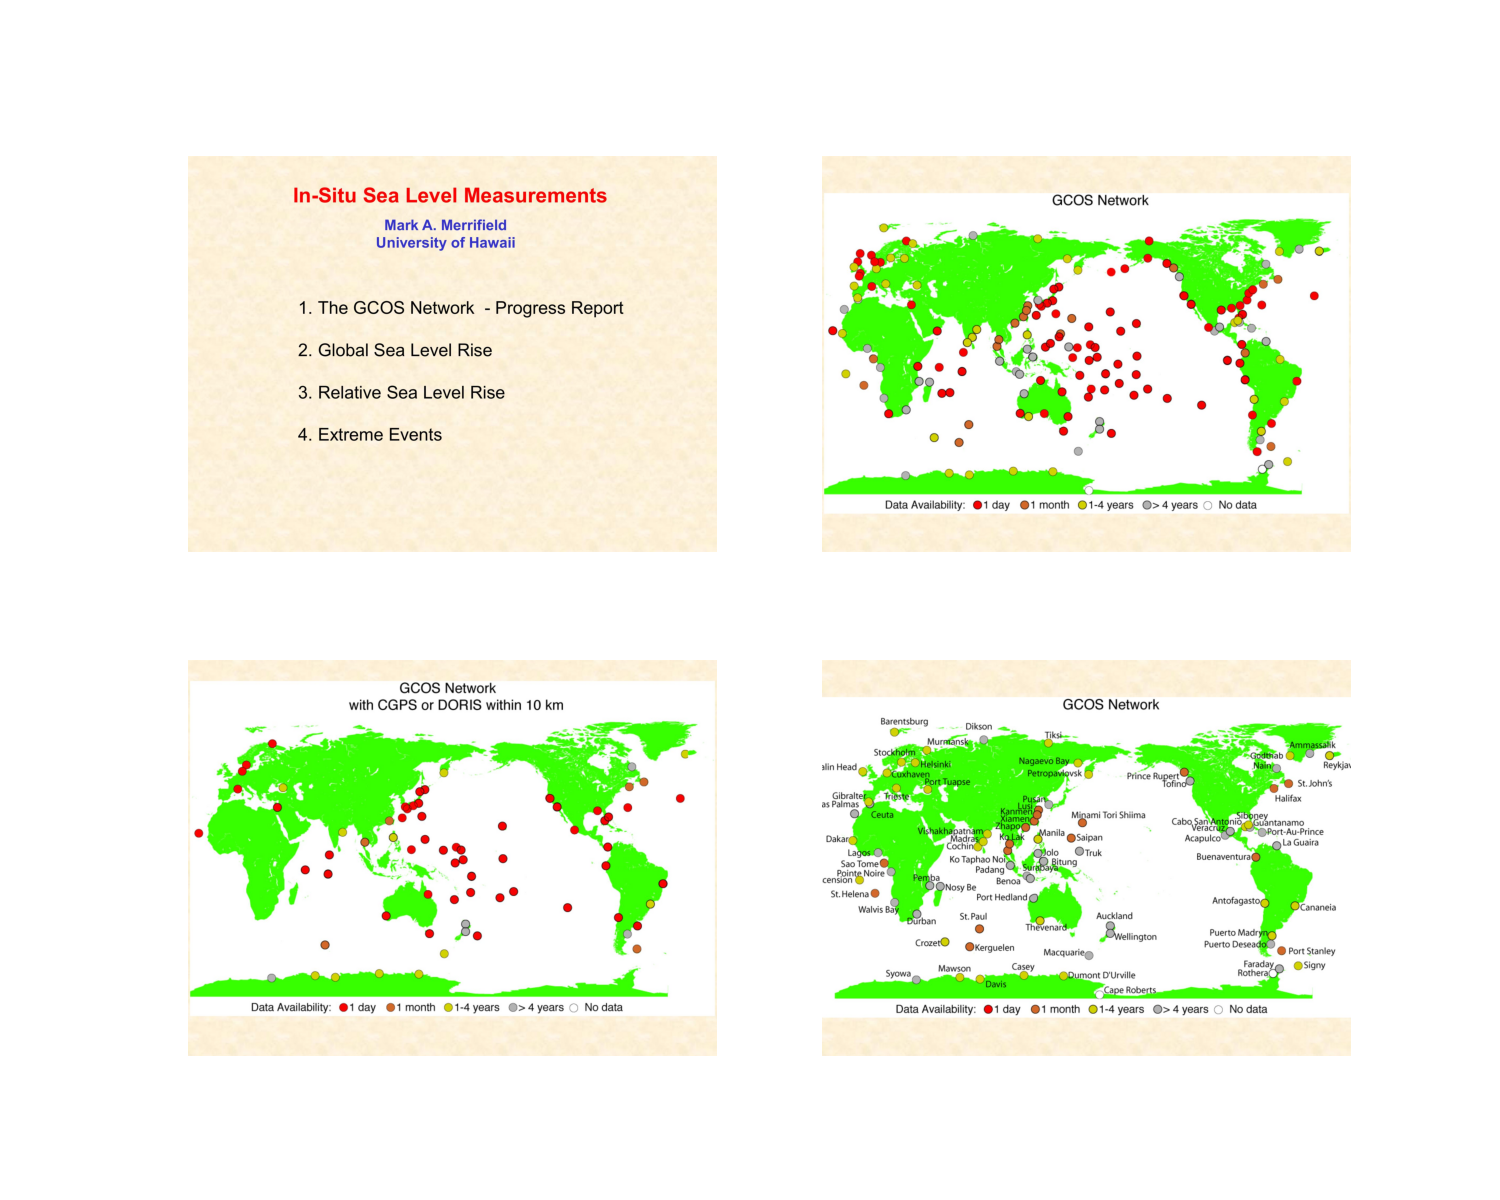 In-Situ Sea Level Measurements
Mark A. Merrifield
University of Hawaii
1. The GCOS Network - Progress Report
2. Global Sea Level Rise
3. Relative Sea Level Rise
4. Extreme Events
GCOS Network
Data Availability: 1 day 1 month 1-4 years > 4 years No data
GCOS Network
with CGPS or DORIS within 10 km
Data Availability: 1 day 1 month 1-4 years > 4 years No data
GCOS Network
Barentsburg
Dikson
Murmansk
Tiksi
Ammassalik
Stockholm
Helsinki
Nagaevo Bay
Godthab
Nain
Reykjav
alin Head
Cuxhaven
Petropavlovsk
Prince Rupert
Tofino
Port Tuapse
St. John's
Gibralter
Trieste
Pusan
Halifax
as Palmas
Lusi
Ceuta
Kanmen
Xiamen
Minami Tori Shima
Siboney
Zhapo
Cabo San Antonio
Guantanamo
Vishakhapatnam
Manila
Veracruz
Port-Au-Prince
Dakar
Madras
Ko Lak
Saipan
Acapulco
La Guaira
Cochin
Lagos
Jolo
Truk
Buenaventura
Sao Tome
Ko Taphao Noi
Bitung
Pointe Noire
Padang
Surabaya
cension
Pemba
Benoa
Nosy Be
St. Helena
Port Hedland
Antofagasto
Cananeia
Walvis Bay
Durban
St. Paul
Auckland
Thevenard
Wellington
Puerto Madryn
Crozet
Kerguelen
Puerto Deseado
Port Stanley
Macquarie
Faraday
Signy
Syowa
Mawson
Casey
Rothera
Davis
Dumont D'Urville
Cape Roberts
Data Availability: 1 day 1 month 1-4 years > 4 years No data